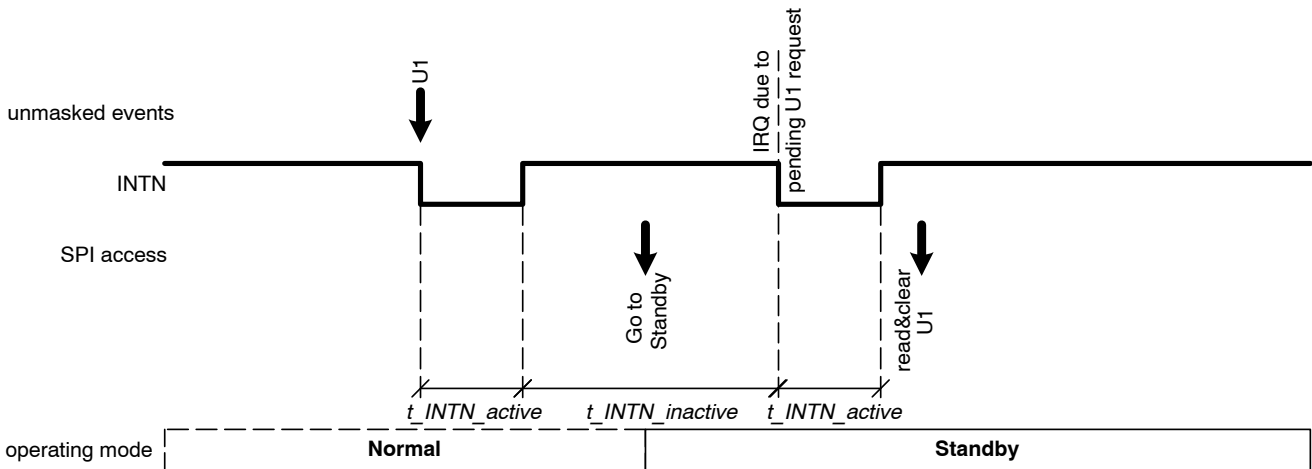 U1
IRQ due to
pending U1 request
unmasked events
INTN
SPI access
Go to
Standby
read&clear
U1
t_INTN_active
t_INTN_inactive
t_INTN_active
operating mode
Normal
Standby